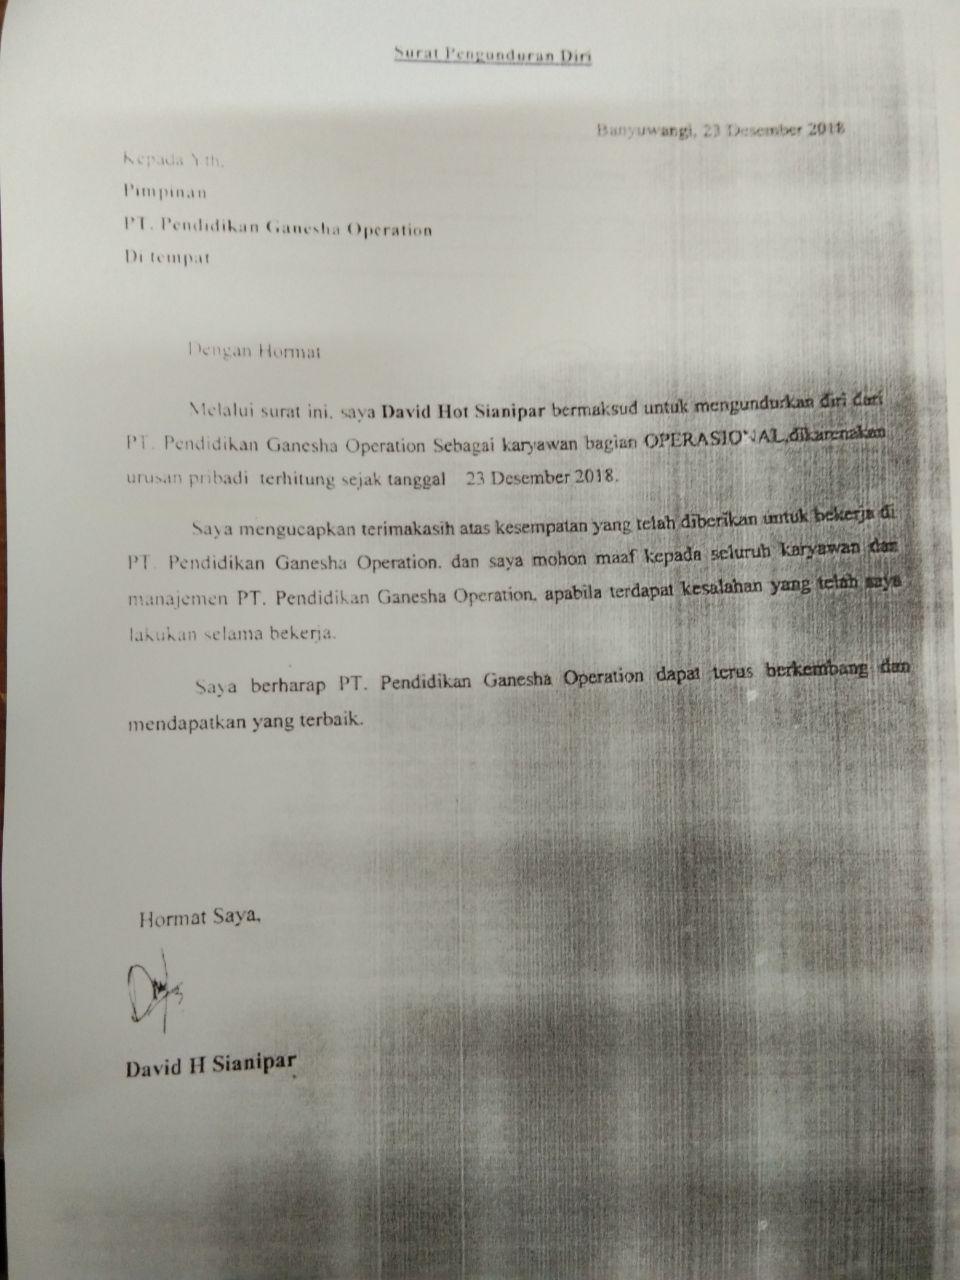 Surat Pengunduran Diri
Banyuwangi, 23 Desember 2018
Kepada Yth,
Pimpinan
PT. Pendidikan Ganesha Operation
Di tempat
Dengan Hormat
Melalui surat ini, saya David Hot Sianipar bermaksud untuk mengundurkan diri dari
PT. Pendidikan Ganesha Operation Sebagai karyawan bagian OPERASIONAL,dikarenakan
urusan pribadi terhitung sejak tanggal 23 Desember 2018.
Saya mengucapkan terimakasih atas kesempatan yang telah diberikan untuk bekerja di
PT. Pendidikan Ganesha Operation. dan saya mohon maaf kepada seluruh karyawan dan
manajemen PT. Pendidikan Ganesha Operation, apabila terdapat kesalahan yang telah saya
lakukan selama bekerja.
Saya berharap PT. Pendidikan Ganesha Operation dapat terus berkembang dan
mendapatkan yang terbaik.
Hormat Saya,
David H Sianipar